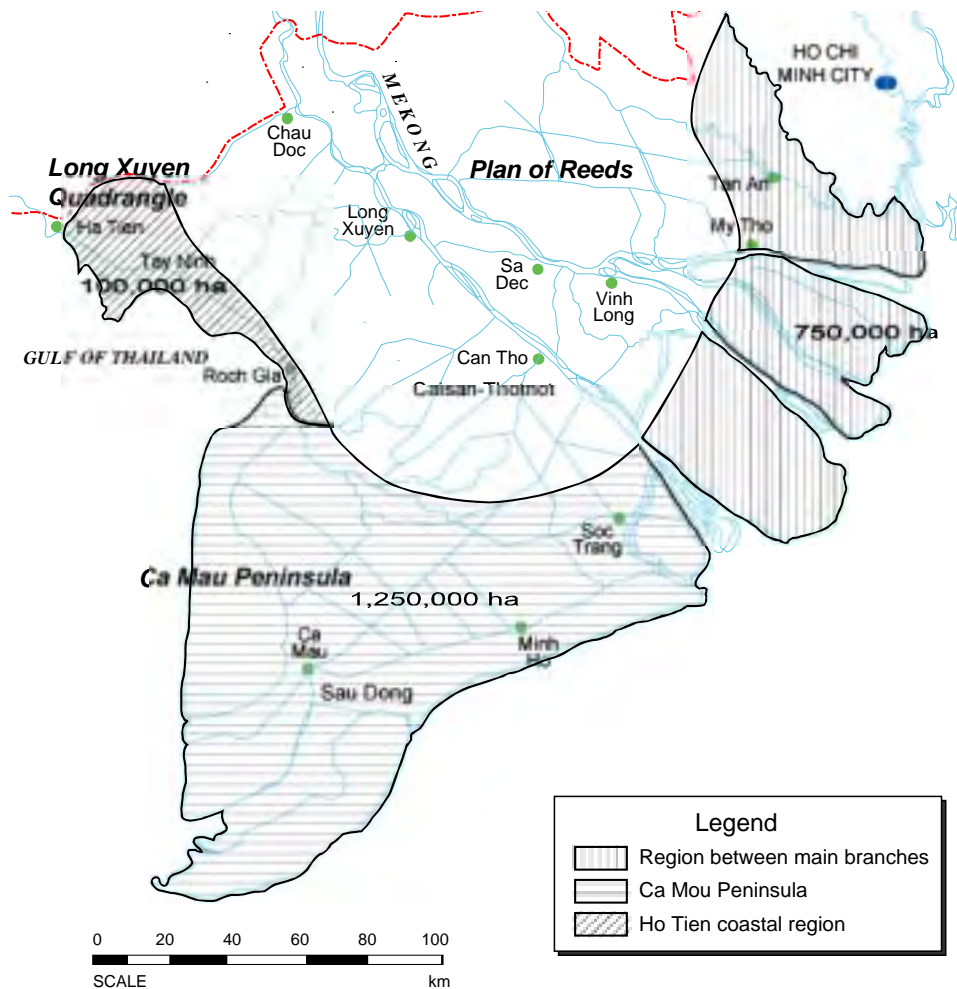 HO CHI
MINH CITY
MEKONG
Chau
Doc
Long Xuyen
Quadrangle
Plan of Reeds
Tan An
Ha Tien
Long
Xuyen
My Tho
Tay Ninh
100,000 ha
Sa
Dec
Vinh
Long
750,000 ha
GULF OF THAILAND
Roch Gia
Can Tho
Caisan-Thotnot
Soc
Trang
Ca Mau Peninsula
1,250,000 ha
Ca
Mau
Minh
Ho
Sau Dong
Legend
Region between main branches
Ca Mou Peninsula
Ho Tien coastal region
0 20 40 60 80 100
SCALE km